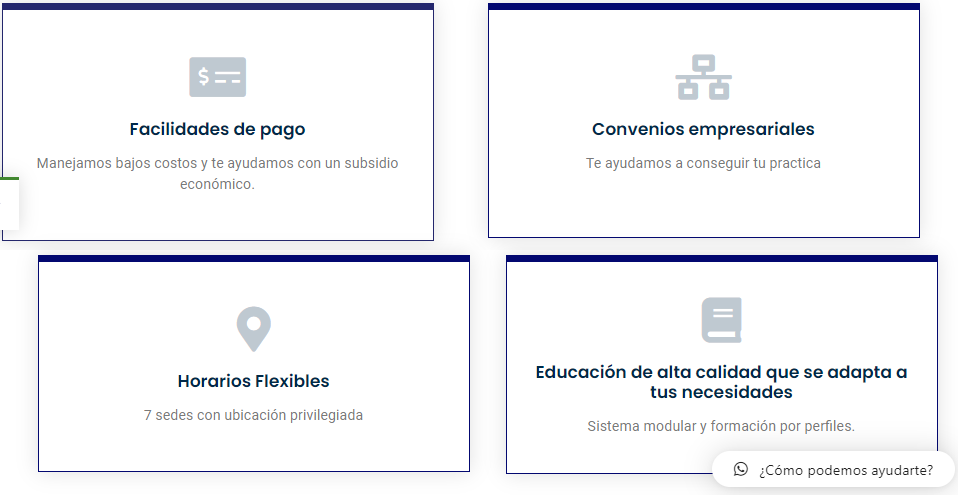 Facilidades de pago
Manejamos bajos costos y te ayudamos con un subsidio
económico.
Convenios empresariales
Te ayudamos a conseguir tu practica
Horarios Flexibles
7 sedes con ubicación privilegiada
Educación de alta calidad que se adapta a
tus necesidades
Sistema modular y formación por perfiles.
¿Cómo podemos ayudarte?